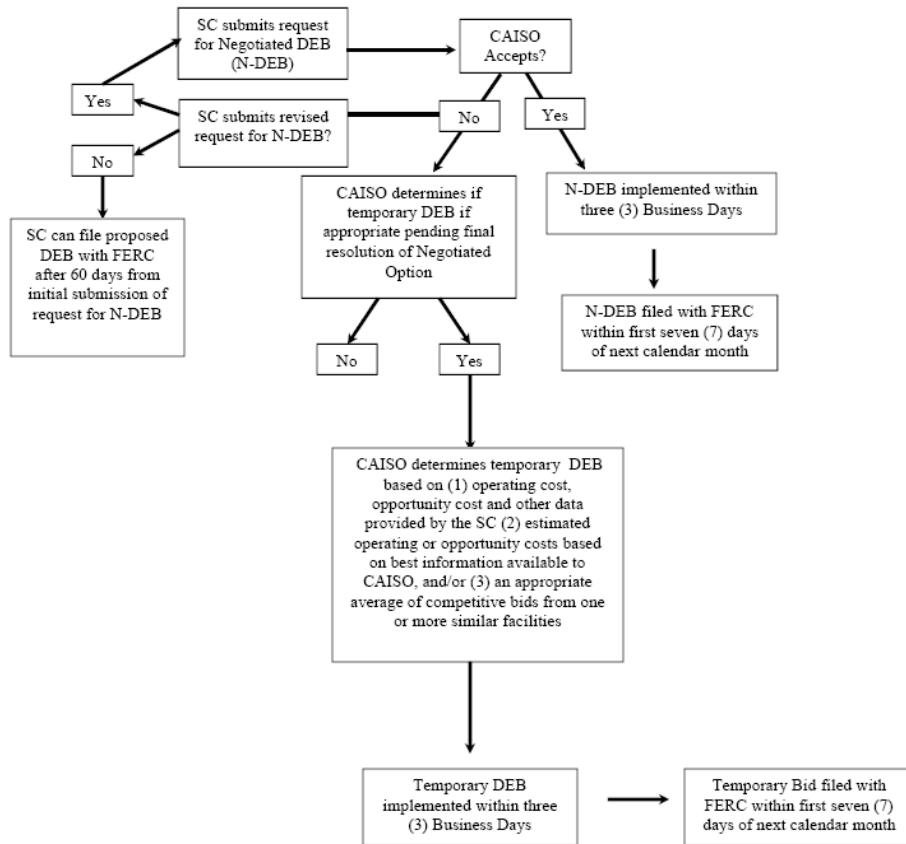 SC submits request
for Negotiated DEB
(N-DEB)
CAISO
Accepts?
Yes
SC submits revised
request for N-DEB?
No
Yes
No
CAISO determines if
temporary DEB if
appropriate pending final
resolution of Negotiated
Option
N-DEB implemented within
three (3) Business Days
SC can file proposed
DEB with FERC
after 60 days from
initial submission of
request for N-DEB
N-DEB filed with FERC
within first seven (7) days
of next calendar month
No
Yes
CAISO determines temporary DEB
based on (1) operating cost,
opportunity cost and other data
provided by the SC (2) estimated
operating or opportunity costs based
on best information available to
CAISO, and/or (3) an appropriate
average of competitive bids from one
or more similar facilities
Temporary DEB
implemented within three
(3) Business Days
Temporary Bid filed with
FERC within first seven (7)
days of next calendar month